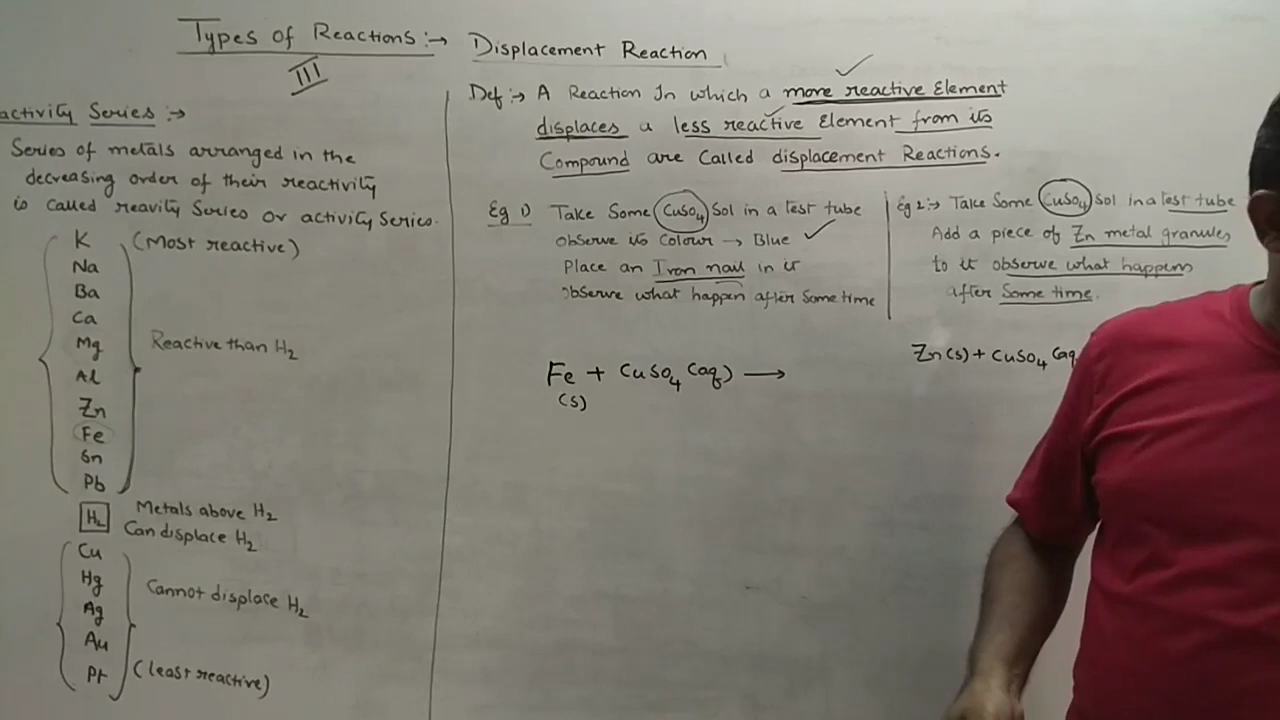 Types of Reactions :→ Displacement Reaction
III
activity Series :→
Series of metals arranged in the
decreasing order of their reactivity
is called reavity Series or activity Series.
K (Most reactive)
Na
Ba
Ca
Mg Reactive than H₂
Al
Zn
Fe
Sn
Pb
H₂ Metals above H₂
Can displace H₂
Cu
Hg Cannot displace H₂
Ag
Au
Pt (least reactive)
Def :→ A Reaction In which a more reactive Element
displaces a less reactive Element from its
Compound are Called displacement Reactions.
Eg 1) Take Some CuSO₄ Sol in a test tube
observe its Colour → Blue ✓
Place an Iron nail in it
observe what happen after Sometime
Fe + CuSO₄ (aq) →
(s)
Eg 2:→ Take Some CuSO₄ Sol in a test tube
Add a piece of Zn metal granules
to it observe what happens
after Some time.
Zn(s) + CuSO₄ (aq